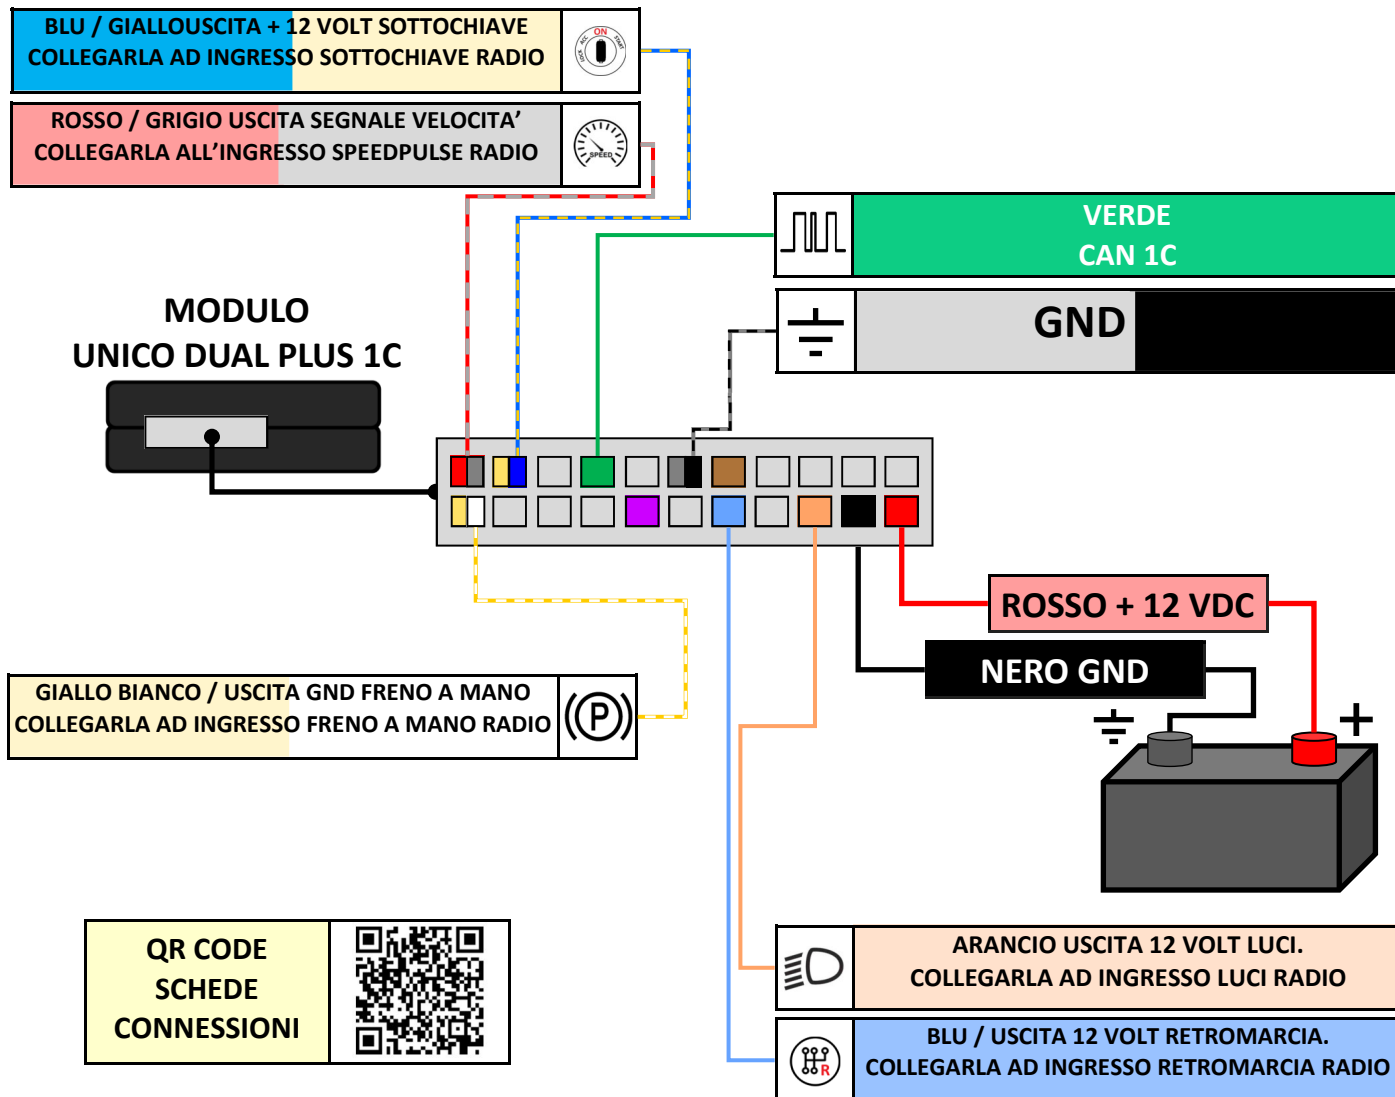 BLU / GIALLOUSCITA + 12 VOLT SOTTOCHIAVE
COLLEGARLA AD INGRESSO SOTTOCHIAVE RADIO
LOCK ACC ON START
ROSSO / GRIGIO USCITA SEGNALE VELOCITA’
COLLEGARLA ALL’INGRESSO SPEEDPULSE RADIO
SPEED
VERDE
CAN 1C
GND
MODULO
UNICO DUAL PLUS 1C
ROSSO + 12 VDC
NERO GND
GIALLO BIANCO / USCITA GND FRENO A MANO
COLLEGARLA AD INGRESSO FRENO A MANO RADIO
P
+
QR CODE
SCHEDE
CONNESSIONI
ARANCIO USCITA 12 VOLT LUCI.
COLLEGARLA AD INGRESSO LUCI RADIO
BLU / USCITA 12 VOLT RETROMARCIA.
COLLEGARLA AD INGRESSO RETROMARCIA RADIO
R